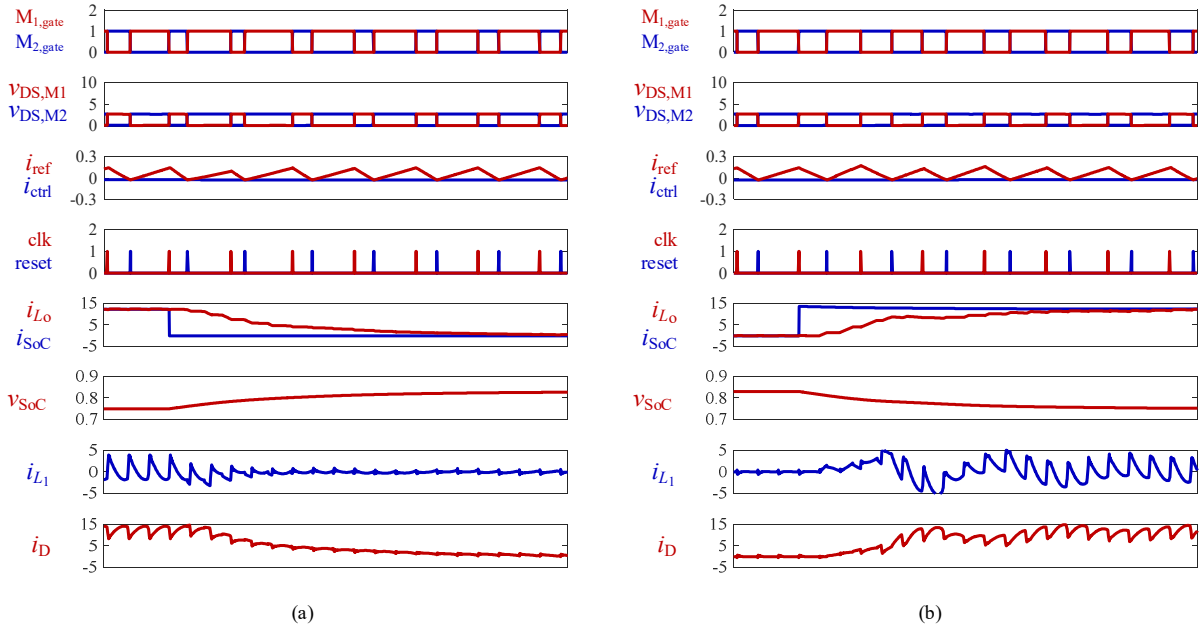 M1,gate
M2,gate
2
1
0
vDS,M1
vDS,M2
10
5
0
iref
ictrl
0.3
0
-0.3
clk
reset
2
1
0
iLo
iSoC
15
5
-5
vSoC
0.9
0.8
0.7
iL1
5
0
-5
iD
15
5
-5
(a)
M1,gate
M2,gate
2
1
0
vDS,M1
vDS,M2
10
5
0
iref
ictrl
0.3
0
-0.3
clk
reset
2
1
0
iLo
iSoC
15
5
-5
vSoC
0.9
0.8
0.7
iL1
5
0
-5
iD
15
5
-5
(b)